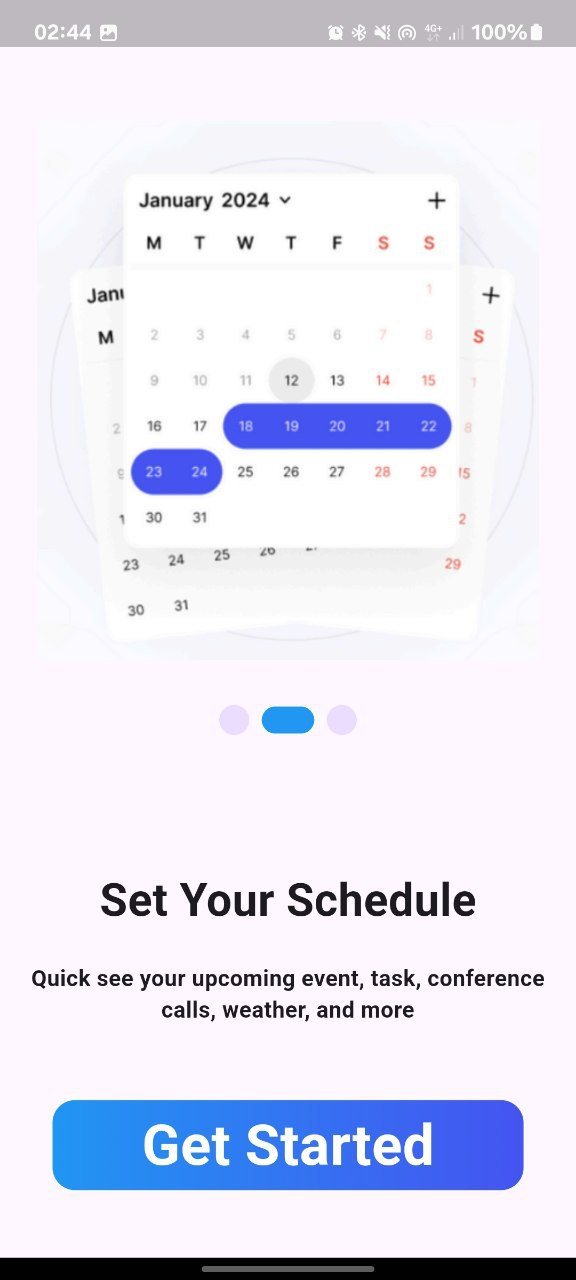 02:44 4G+ 100%
January 2024
M T W T F S S
1
2 3 4 5 6 7 8
9 10 11 12 13 14 15
16 17 18 19 20 21 22
23 24 25 26 27 28 29
30 31
Janu
M S
2 8
15
2
23 24 25 26 29
30 31
Set Your Schedule
Quick see your upcoming event, task, conference
calls, weather, and more
Get Started